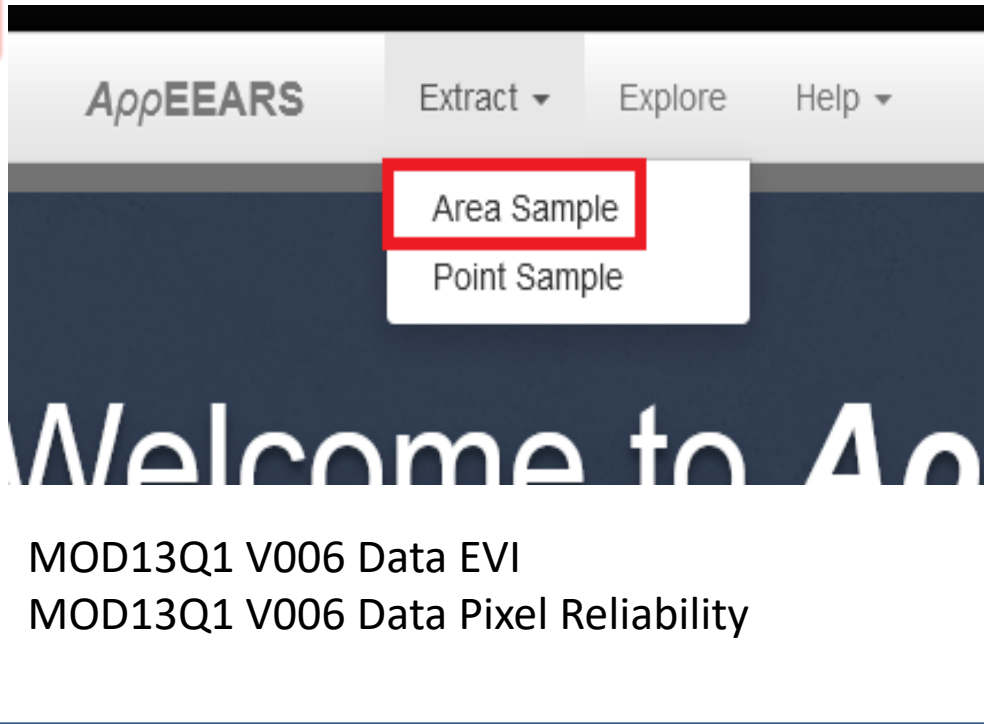 AppEEARS Extract Explore Help
Area Sample
Point Sample
Welcome to Ap
MOD13Q1 V006 Data EVI
MOD13Q1 V006 Data Pixel Reliability